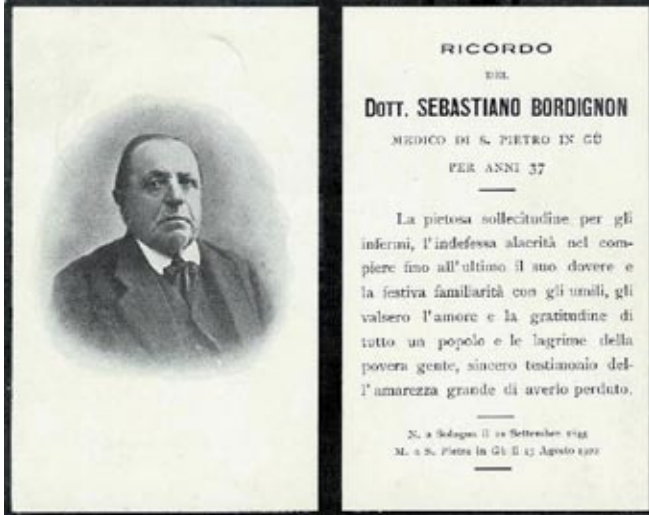 RICORDO
DEL
DOTT. SEBASTIANO BORDIGNON
MEDICO DI S. PIETRO IN GÙ
PER ANNI 37
La pietosa sollecitudine per gli
infermi, l'indefessa alacrità nel com-
piere fino all'ultimo il suo dovere e
la festiva familiarità con gli umili, gli
valsero l'amore e la gratitudine di
tutto un popolo e le lagrime della
povera gente, sincero testimonio del-
l'amarezza grande di averlo perduto.
N. a Solagna il Settembre
M. a S. Pietro in Gù il Agosto